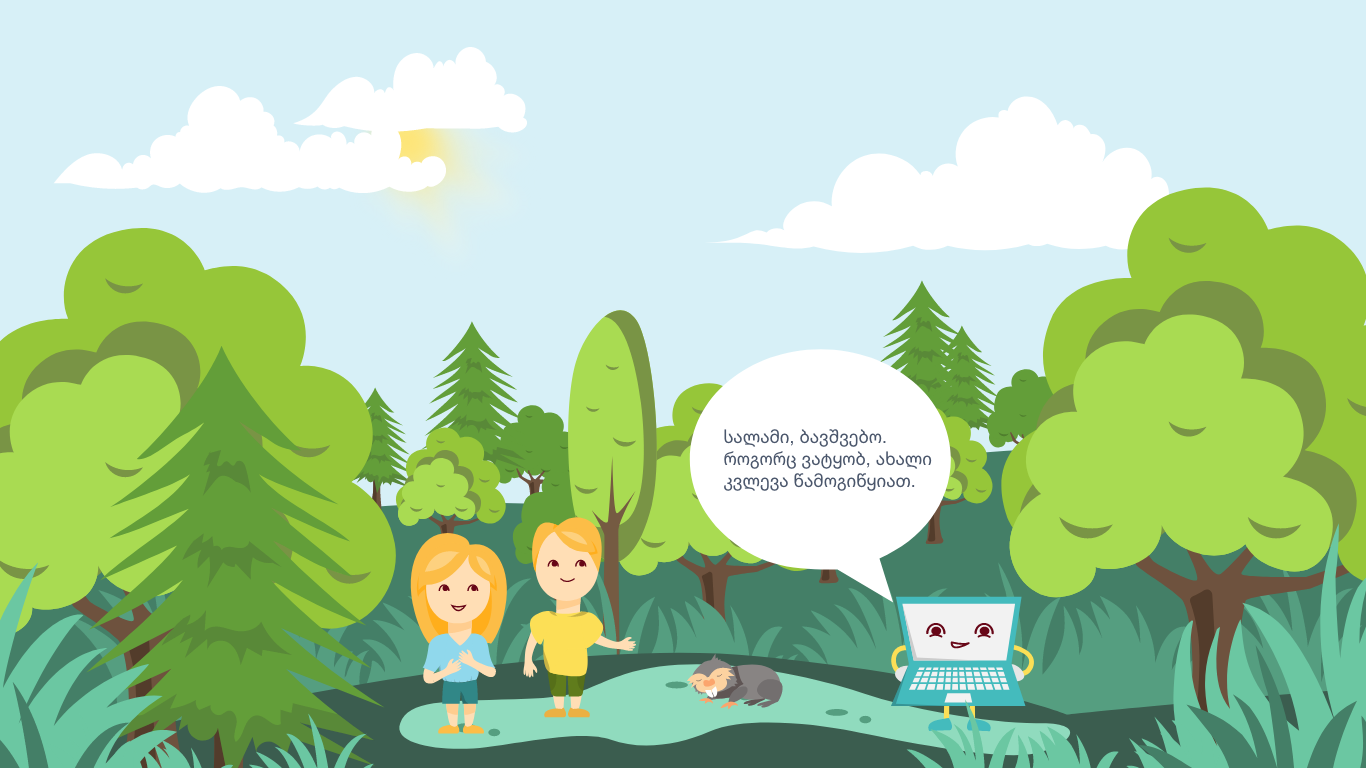 სალამი, ბავშვებო.
როგორც ვატყობ, ახალი
კვლევა წამოგიწყიათ.